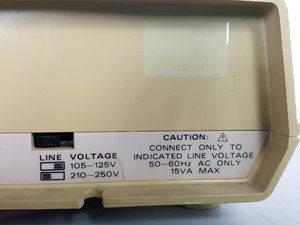 LINE VOLTAGE
105-125V
210-250V
CAUTION:
CONNECT ONLY TO
INDICATED LINE VOLTAGE
50-60Hz AC ONLY
15VA MAX